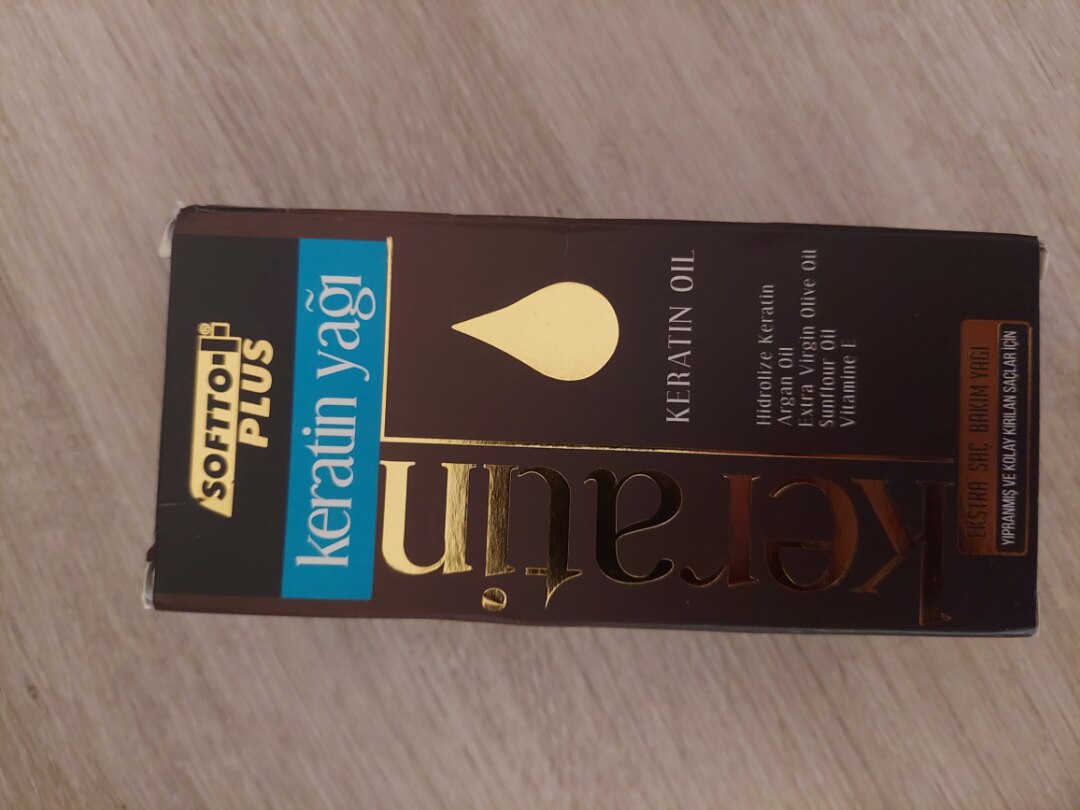 SOFTTO®
PLUS
keratin yağı
KERATIN OIL
Hidrolize Keratin
Argan Oil
Extra Virgin Olive Oil
Sunflour Oil
Vitamine E
keratin
EKSTRA SAÇ BAKIM YAĞI
YIPRANMIŞ VE KOLAY KIRILAN SAÇLAR İÇİN